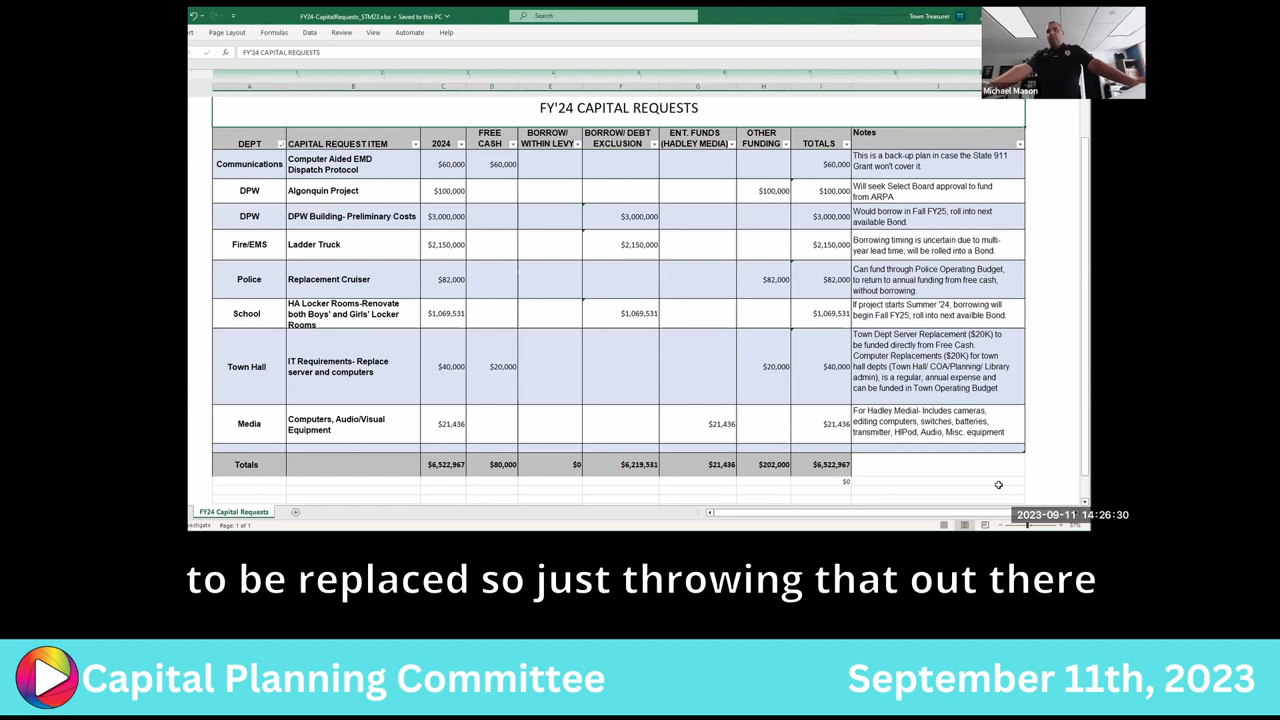 FY24-CapitalRequests_STM23.xlsx • Saved to this PC
Search
Town Treasurer TT
Page Layout Formulas Data Review View Automate Help
FY'24 CAPITAL REQUESTS
A B C D E F G H I J
Michael Mason
FY'24 CAPITAL REQUESTS
DEPT CAPITAL REQUEST ITEM 2024 FREE CASH BORROW/ WITHIN LEVY BORROW/ DEBT EXCLUSION ENT. FUNDS (HADLEY MEDIA) OTHER FUNDING TOTALS Notes
Communications Computer Aided EMD Dispatch Protocol $60,000 $60,000 $60,000 This is a back-up plan in case the State 911 Grant won't cover it.
DPW Algonquin Project $100,000 $100,000 $100,000 Will seek Select Board approval to fund from ARPA
DPW DPW Building- Preliminary Costs $3,000,000 $3,000,000 $3,000,000 Would borrow in Fall FY25, roll into next available Bond.
Fire/EMS Ladder Truck $2,150,000 $2,150,000 $2,150,000 Borrowing timing is uncertain due to multi-year lead time; will be rolled into a Bond.
Police Replacement Cruiser $82,000 $82,000 $82,000 Can fund through Police Operating Budget, to return to annual funding from free cash, without borrowing.
School HA Locker Rooms-Renovate both Boys' and Girls' Locker Rooms $1,069,531 $1,069,531 $1,069,531 If project starts Summer '24, borrowing will begin Fall FY25; roll into next availble Bond.
Town Hall IT Requirements- Replace server and computers $40,000 $20,000 $20,000 $40,000 Town Dept Server Replacement ($20K) to be funded directly from Free Cash. Computer Replacements ($20K) for town hall depts (Town Hall/ COA/Planning/ Library admin), is a regular, annual expense and can be funded in Town Operating Budget
Media Computers, Audio/Visual Equipment $21,436 $21,436 $21,436 For Hadley Medial- Includes cameras, editing computers, switches, batteries, transmitter, HIPod, Audio, Misc. equipment
Totals $6,522,967 $80,000 $0 $6,219,531 $21,436 $202,000 $6,522,967
$0
FY24 Capital Requests
Page: 1 of 1
2023-09-11 14:26:30
57%
to be replaced so just throwing that out there
Capital Planning Committee September 11th, 2023